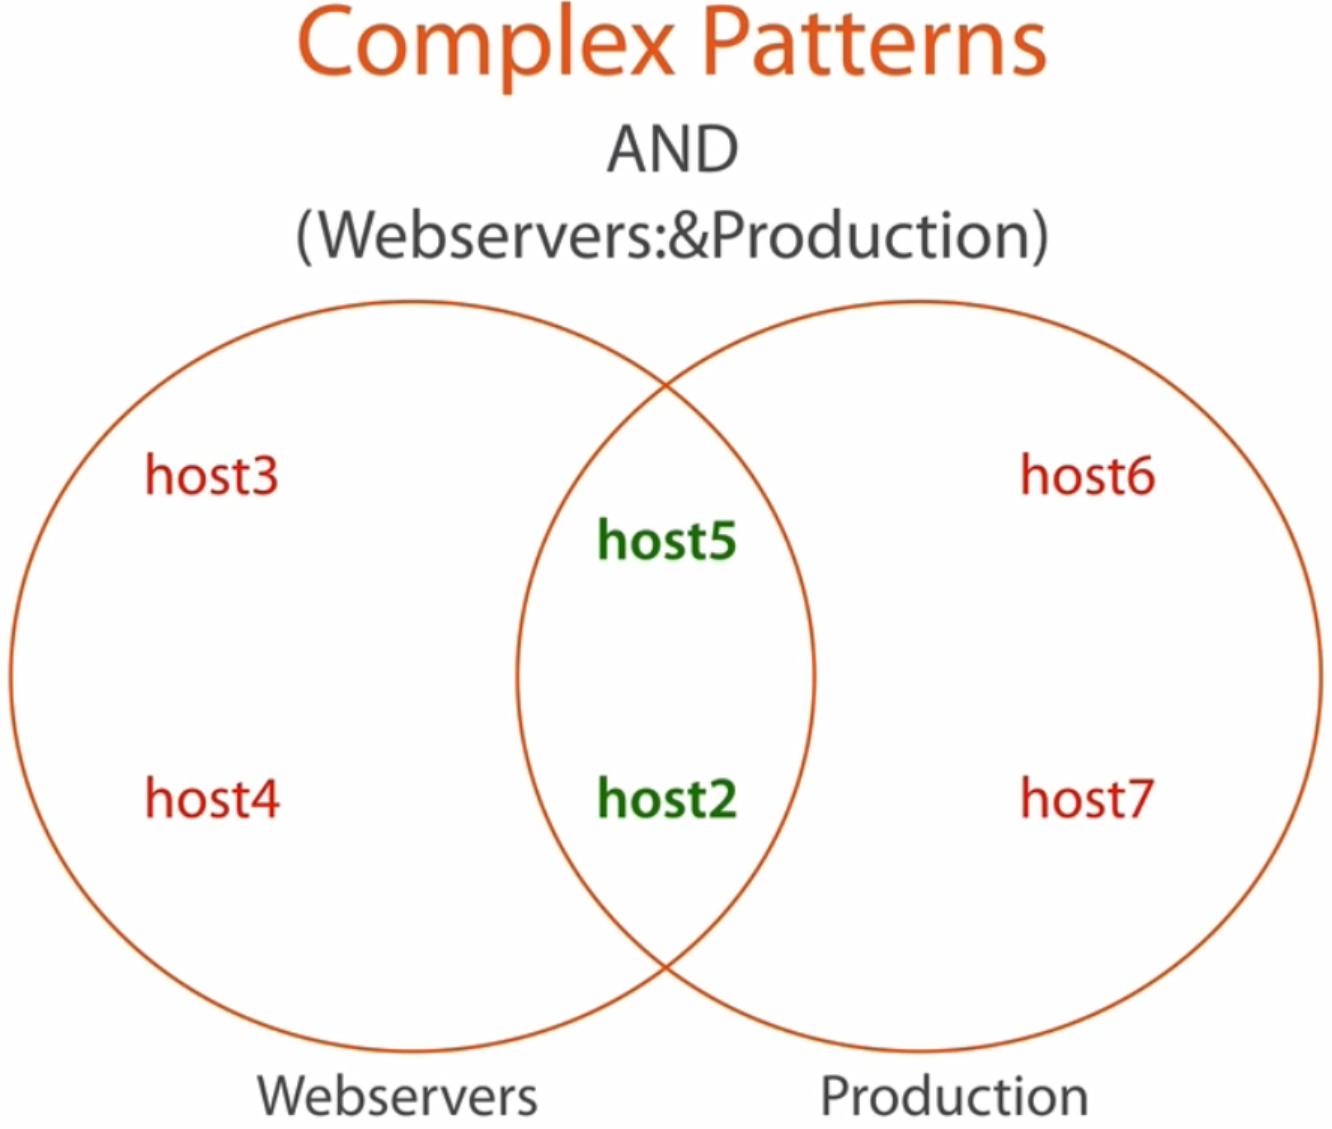 Complex Patterns
AND
(Webservers:&Production)
host3
host6
host5
host4
host2
host7
Webservers
Production